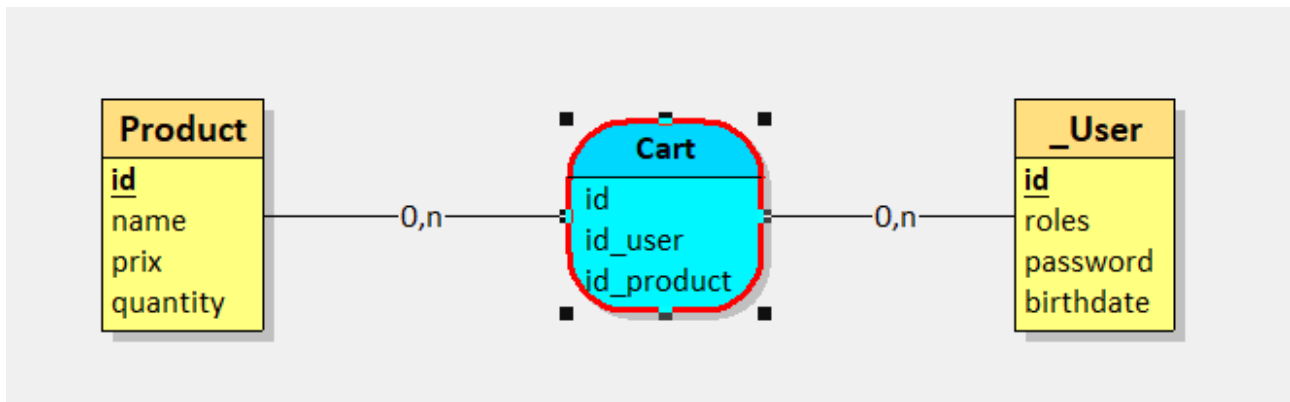 Product
id
name
prix
quantity
0,n
Cart
id
id_user
id_product
0,n
_User
id
roles
password
birthdate